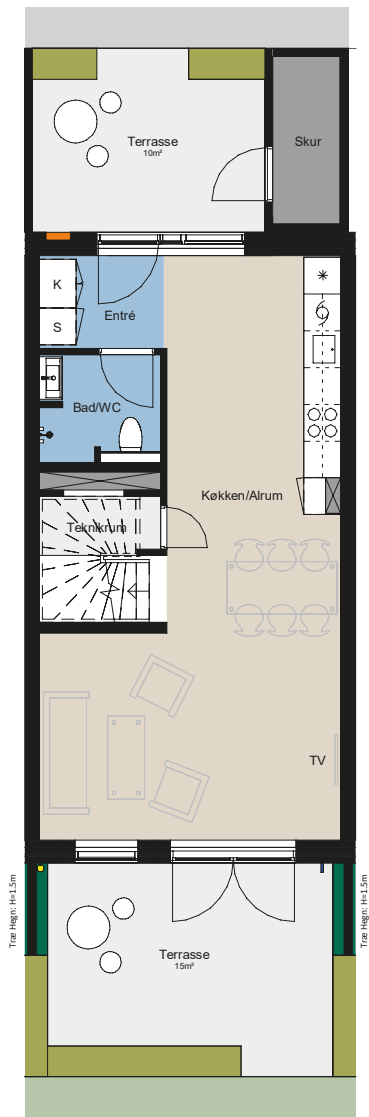 Terrasse
10m²
Skur
K
Entré
S
Bad/WC
Køkken/Alrum
Teknikrum
TV
Træ Hegn: H=1.5m
Træ Hegn: H=1.5m
Terrasse
15m²